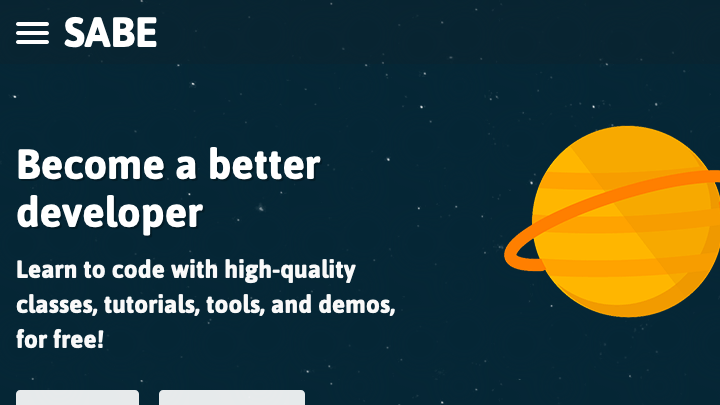 SABE
Become a better
developer
Learn to code with high-quality
classes, tutorials, tools, and demos,
for free!